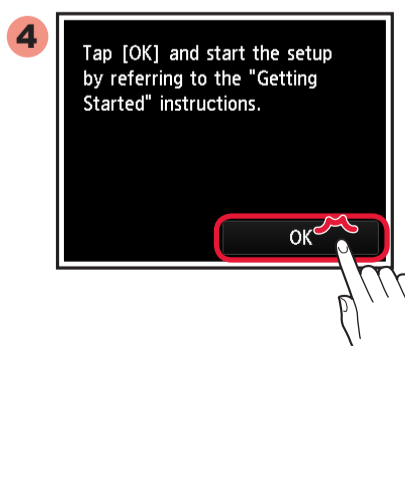 4
Tap [OK] and start the setup
by referring to the "Getting
Started" instructions.
OK